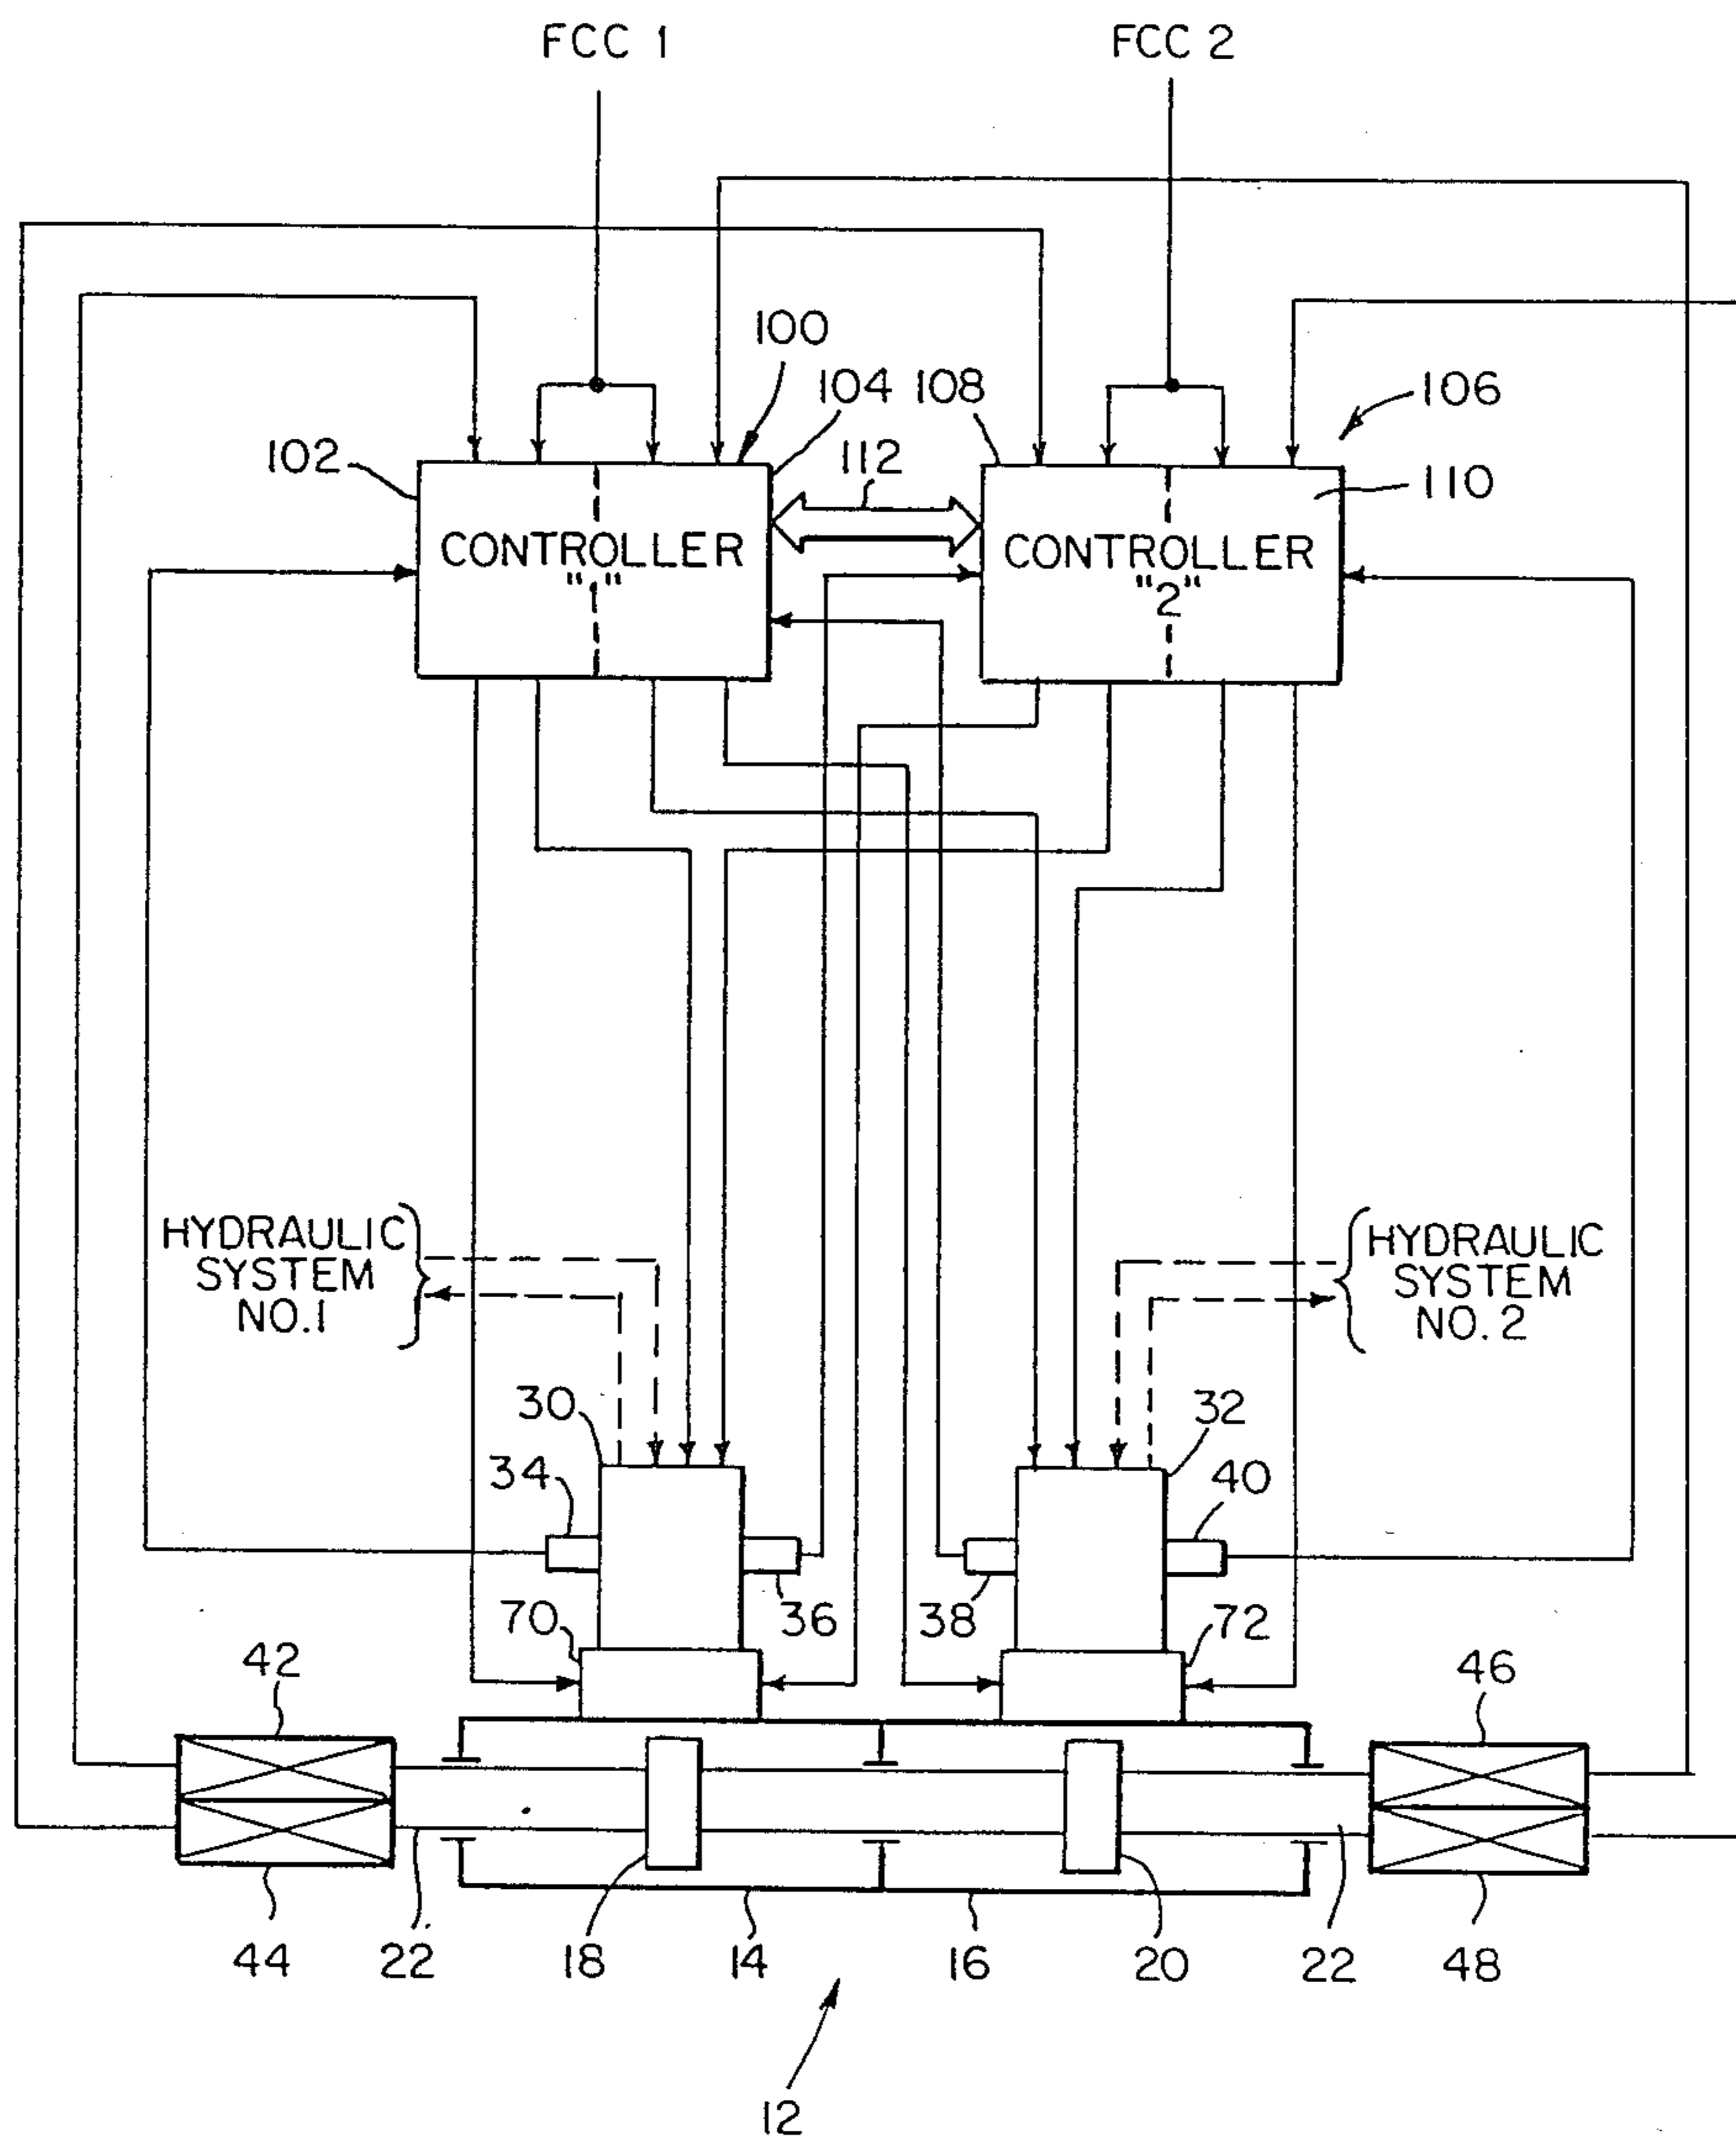 FCC 1
FCC 2
100
104
108
106
102
112
110
CONTROLLER
"1"
CONTROLLER
"2"
HYDRAULIC
SYSTEM
NO.1
HYDRAULIC
SYSTEM
NO. 2
30
32
34
40
36
38
70
72
42
46
44
22
18
14
16
20
22
48
12